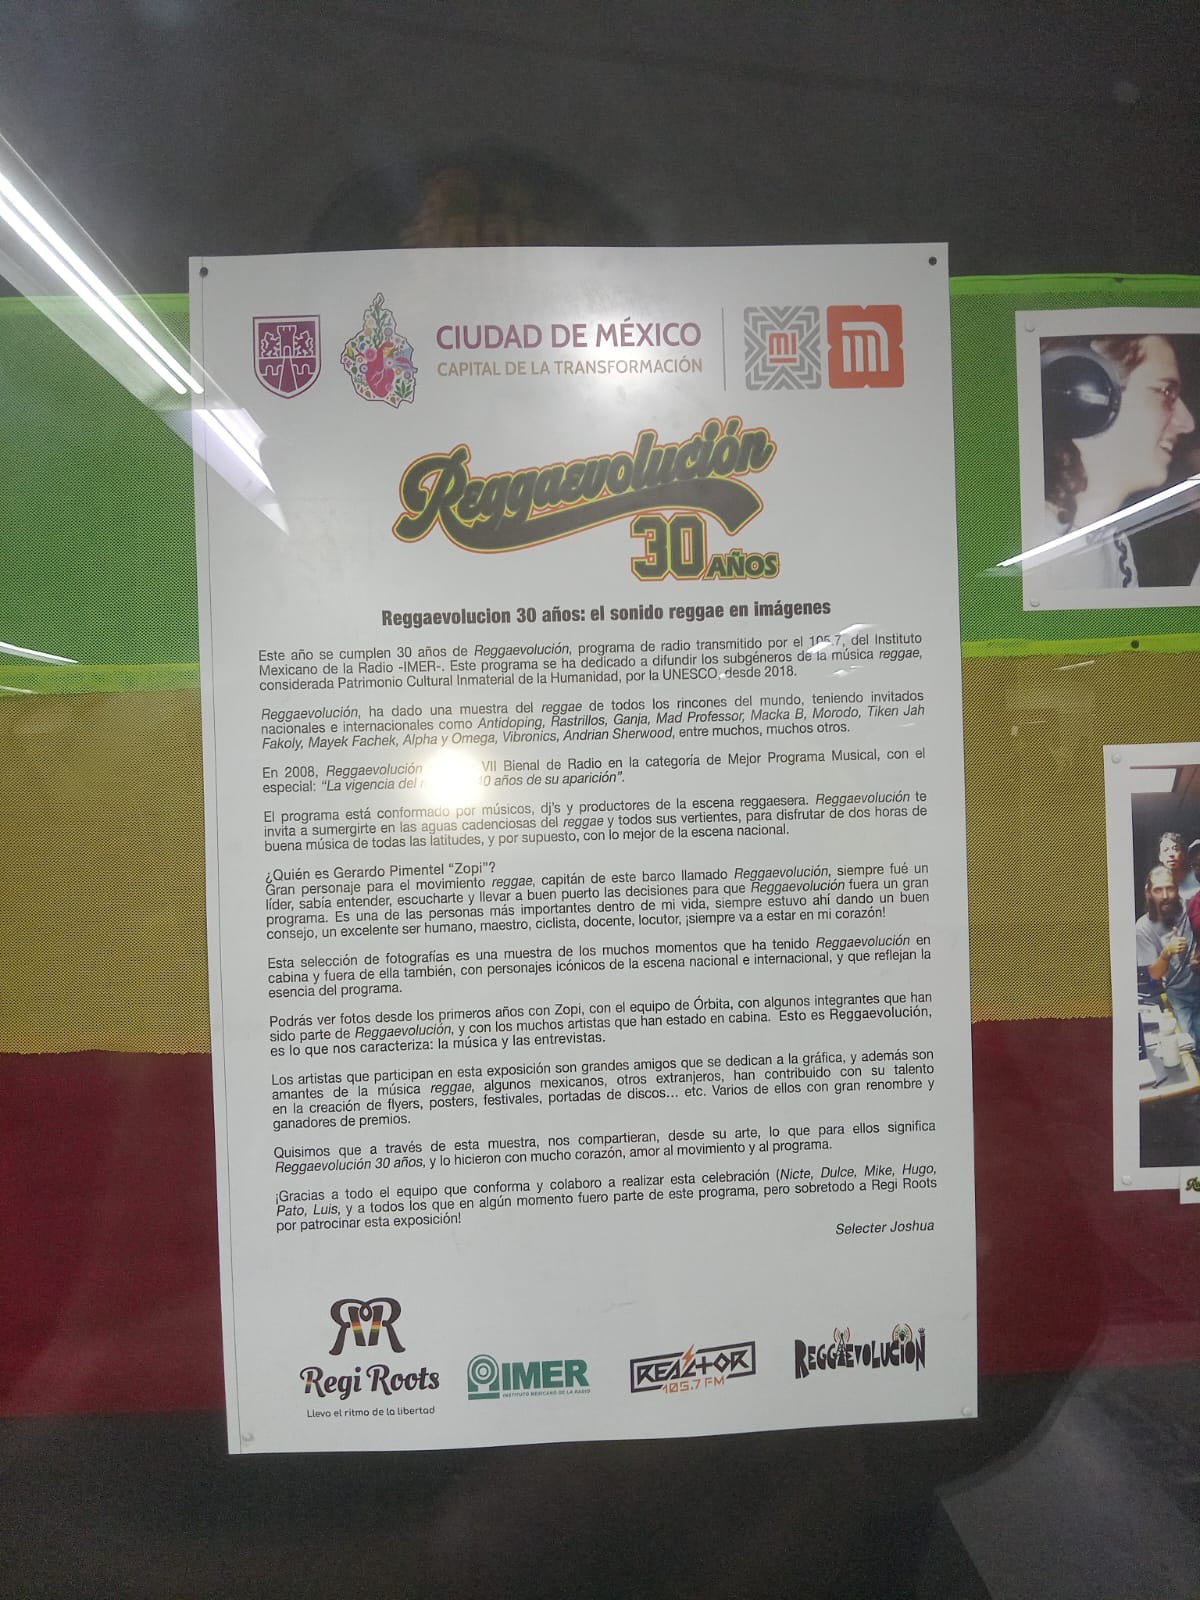 CIUDAD DE MÉXICO
CAPITAL DE LA TRANSFORMACIÓN
MI
Reggaevolución
30 AÑOS
Reggaevolucion 30 años: el sonido reggae en imágenes
Este año se cumplen 30 años de Reggaevolución, programa de radio transmitido por el 105.7, del Instituto
Mexicano de la Radio -IMER-. Este programa se ha dedicado a difundir los subgéneros de la música reggae,
considerada Patrimonio Cultural Inmaterial de la Humanidad, por la UNESCO, desde 2018.
Reggaevolución, ha dado una muestra del reggae de todos los rincones del mundo, teniendo invitados
nacionales e internacionales como Antidoping, Rastrillos, Ganja, Mad Professor, Macka B, Morodo, Tiken Jah
Fakoly, Mayek Fachek, Alpha y Omega, Vibronics, Andrian Sherwood, entre muchos, muchos otros.
En 2008, Reggaevolución VII Bienal de Radio en la categoría de Mejor Programa Musical, con el
especial: “La vigencia del 10 años de su aparición”.
El programa está conformado por músicos, dj’s y productores de la escena reggaesera. Reggaevolución te
invita a sumergirte en las aguas cadenciosas del reggae y todos sus vertientes, para disfrutar de dos horas de
buena música de todas las latitudes, y por supuesto, con lo mejor de la escena nacional.
¿Quién es Gerardo Pimentel “Zopi”?
Gran personaje para el movimiento reggae, capitán de este barco llamado Reggaevolución, siempre fué un
líder, sabía entender, escucharte y llevar a buen puerto las decisiones para que Reggaevolución fuera un gran
programa. Es una de las personas más importantes dentro de mi vida, siempre estuvo ahí dando un buen
consejo, un excelente ser humano, maestro, ciclista, docente, locutor, ¡siempre va a estar en mi corazón!
Esta selección de fotografías es una muestra de los muchos momentos que ha tenido Reggaevolución en
cabina y fuera de ella también, con personajes icónicos de la escena nacional e internacional, y que reflejan la
esencia del programa.
Podrás ver fotos desde los primeros años con Zopi, con el equipo de Órbita, con algunos integrantes que han
sido parte de Reggaevolución, y con los muchos artistas que han estado en cabina. Esto es Reggaevolución,
es lo que nos caracteriza: la música y las entrevistas.
Los artistas que participan en esta exposición son grandes amigos que se dedican a la gráfica, y además son
amantes de la música reggae, algunos mexicanos, otros extranjeros, han contribuido con su talento
en la creación de flyers, posters, festivales, portadas de discos... etc. Varios de ellos con gran renombre y
ganadores de premios.
Quisimos que a través de esta muestra, nos compartieran, desde su arte, lo que para ellos significa
Reggaevolución 30 años, y lo hicieron con mucho corazón, amor al movimiento y al programa.
¡Gracias a todo el equipo que conforma y colaboro a realizar esta celebración (Nicte, Dulce, Mike, Hugo,
Pato, Luis, y a todos los que en algún momento fuero parte de este programa, pero sobretodo a Regi Roots
por patrocinar esta exposición!
Selecter Joshua
Regi Roots
Lleva el ritmo de la libertad
IMER
INSTITUTO MEXICANO DE LA RADIO
REACTOR
105.7 FM
REGGAEVOLUCIÓN